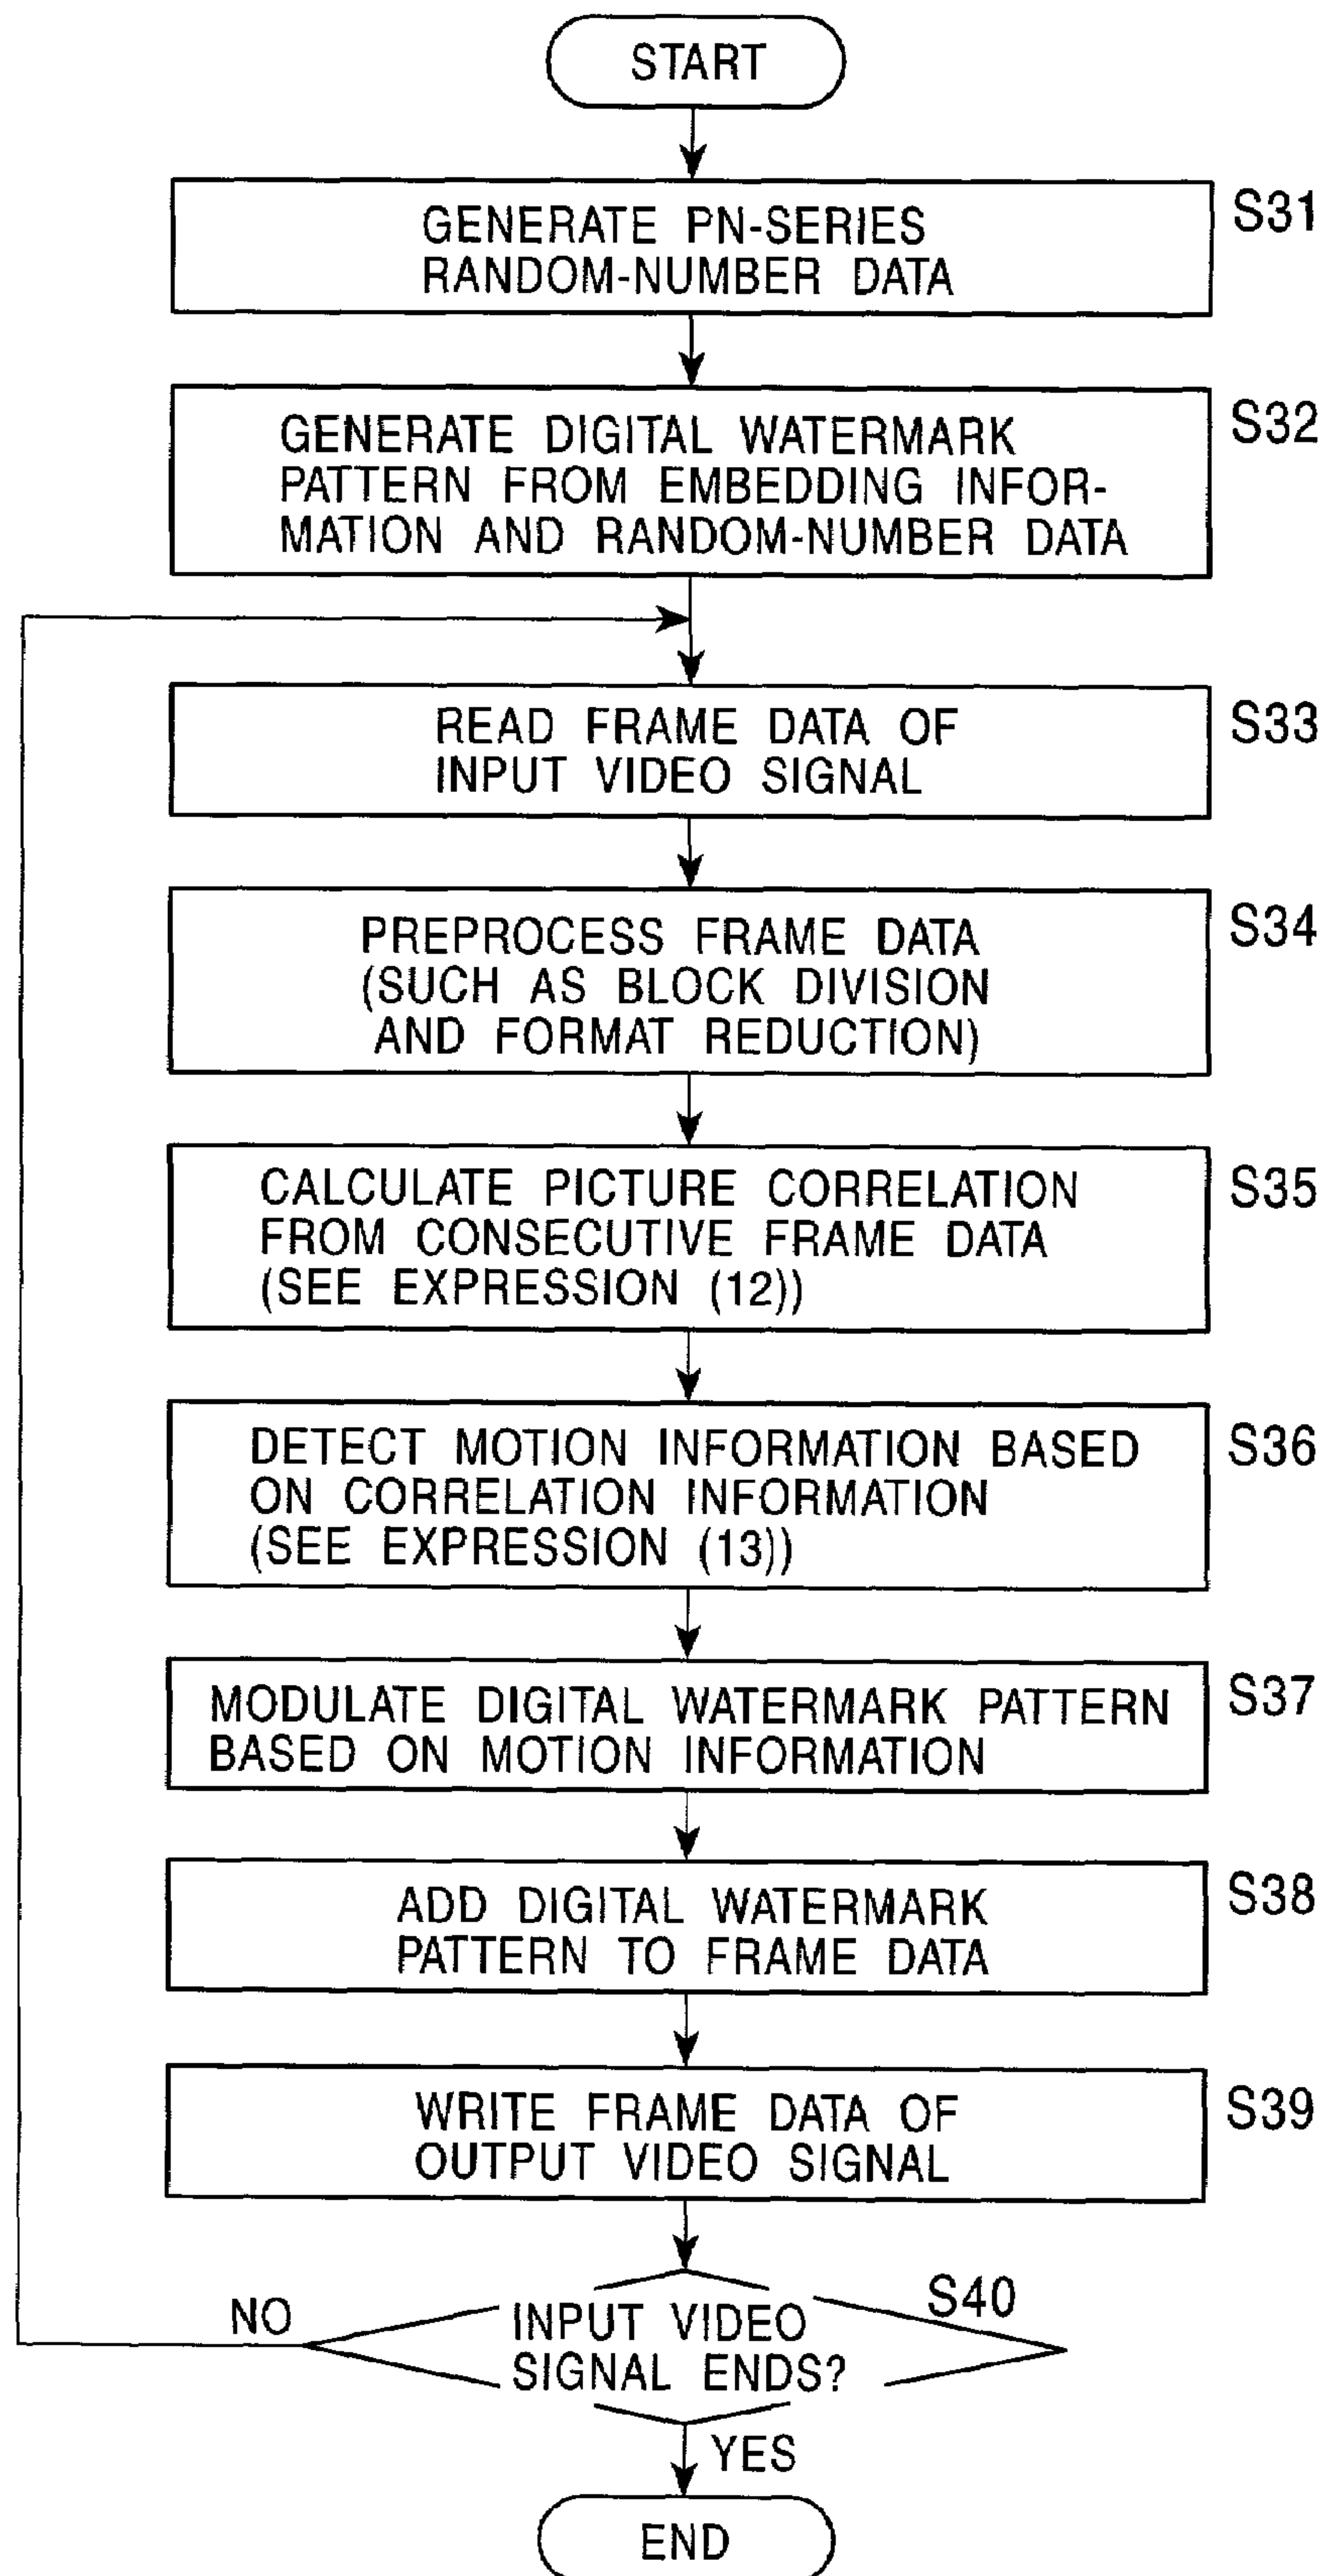 START
S31
GENERATE PN-SERIES
RANDOM-NUMBER DATA
S32
GENERATE DIGITAL WATERMARK
PATTERN FROM EMBEDDING INFOR-
MATION AND RANDOM-NUMBER DATA
S33
READ FRAME DATA OF
INPUT VIDEO SIGNAL
S34
PREPROCESS FRAME DATA
(SUCH AS BLOCK DIVISION
AND FORMAT REDUCTION)
S35
CALCULATE PICTURE CORRELATION
FROM CONSECUTIVE FRAME DATA
(SEE EXPRESSION (12))
S36
DETECT MOTION INFORMATION BASED
ON CORRELATION INFORMATION
(SEE EXPRESSION (13))
S37
MODULATE DIGITAL WATERMARK PATTERN
BASED ON MOTION INFORMATION
S38
ADD DIGITAL WATERMARK
PATTERN TO FRAME DATA
S39
WRITE FRAME DATA OF
OUTPUT VIDEO SIGNAL
S40
NO
INPUT VIDEO
SIGNAL ENDS?
YES
END